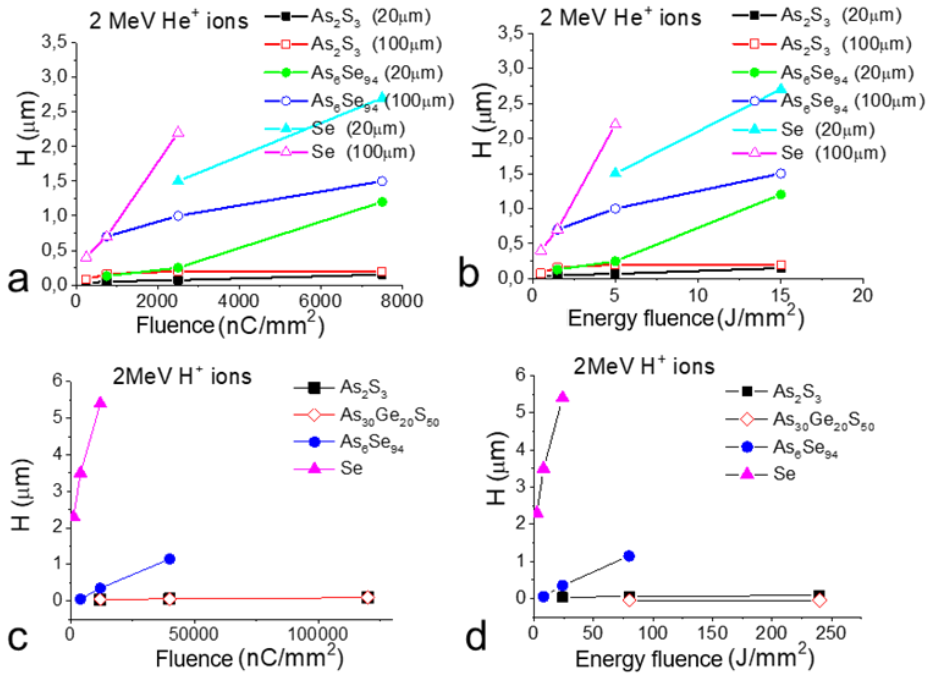 2 MeV He⁺ ions
As₂S₃ (20μm)
As₂S₃ (100μm)
As₆Se₉₄ (20μm)
As₆Se₉₄ (100μm)
Se (20μm)
Se (100μm)
H (μm)
3,5
3,0
2,5
2,0
1,5
1,0
0,5
0,0
0
2000
4000
6000
8000
Fluence (nC/mm²)
a
2 MeV He⁺ ions
As₂S₃ (20μm)
As₂S₃ (100μm)
As₆Se₉₄ (20μm)
As₆Se₉₄ (100μm)
Se (20μm)
Se (100μm)
H (μm)
3,5
3,0
2,5
2,0
1,5
1,0
0,5
0,0
0
5
10
15
20
Energy fluence (J/mm²)
b
2MeV H⁺ ions
As₂S₃
As₃₀Ge₂₀S₅₀
As₆Se₉₄
Se
H (μm)
6
5
4
3
2
1
0
0
50000
100000
Fluence (nC/mm²)
c
2MeV H⁺ ions
As₂S₃
As₃₀Ge₂₀S₅₀
As₆Se₉₄
Se
H (μm)
6
5
4
3
2
1
0
0
50
100
150
200
250
Energy fluence (J/mm²)
d